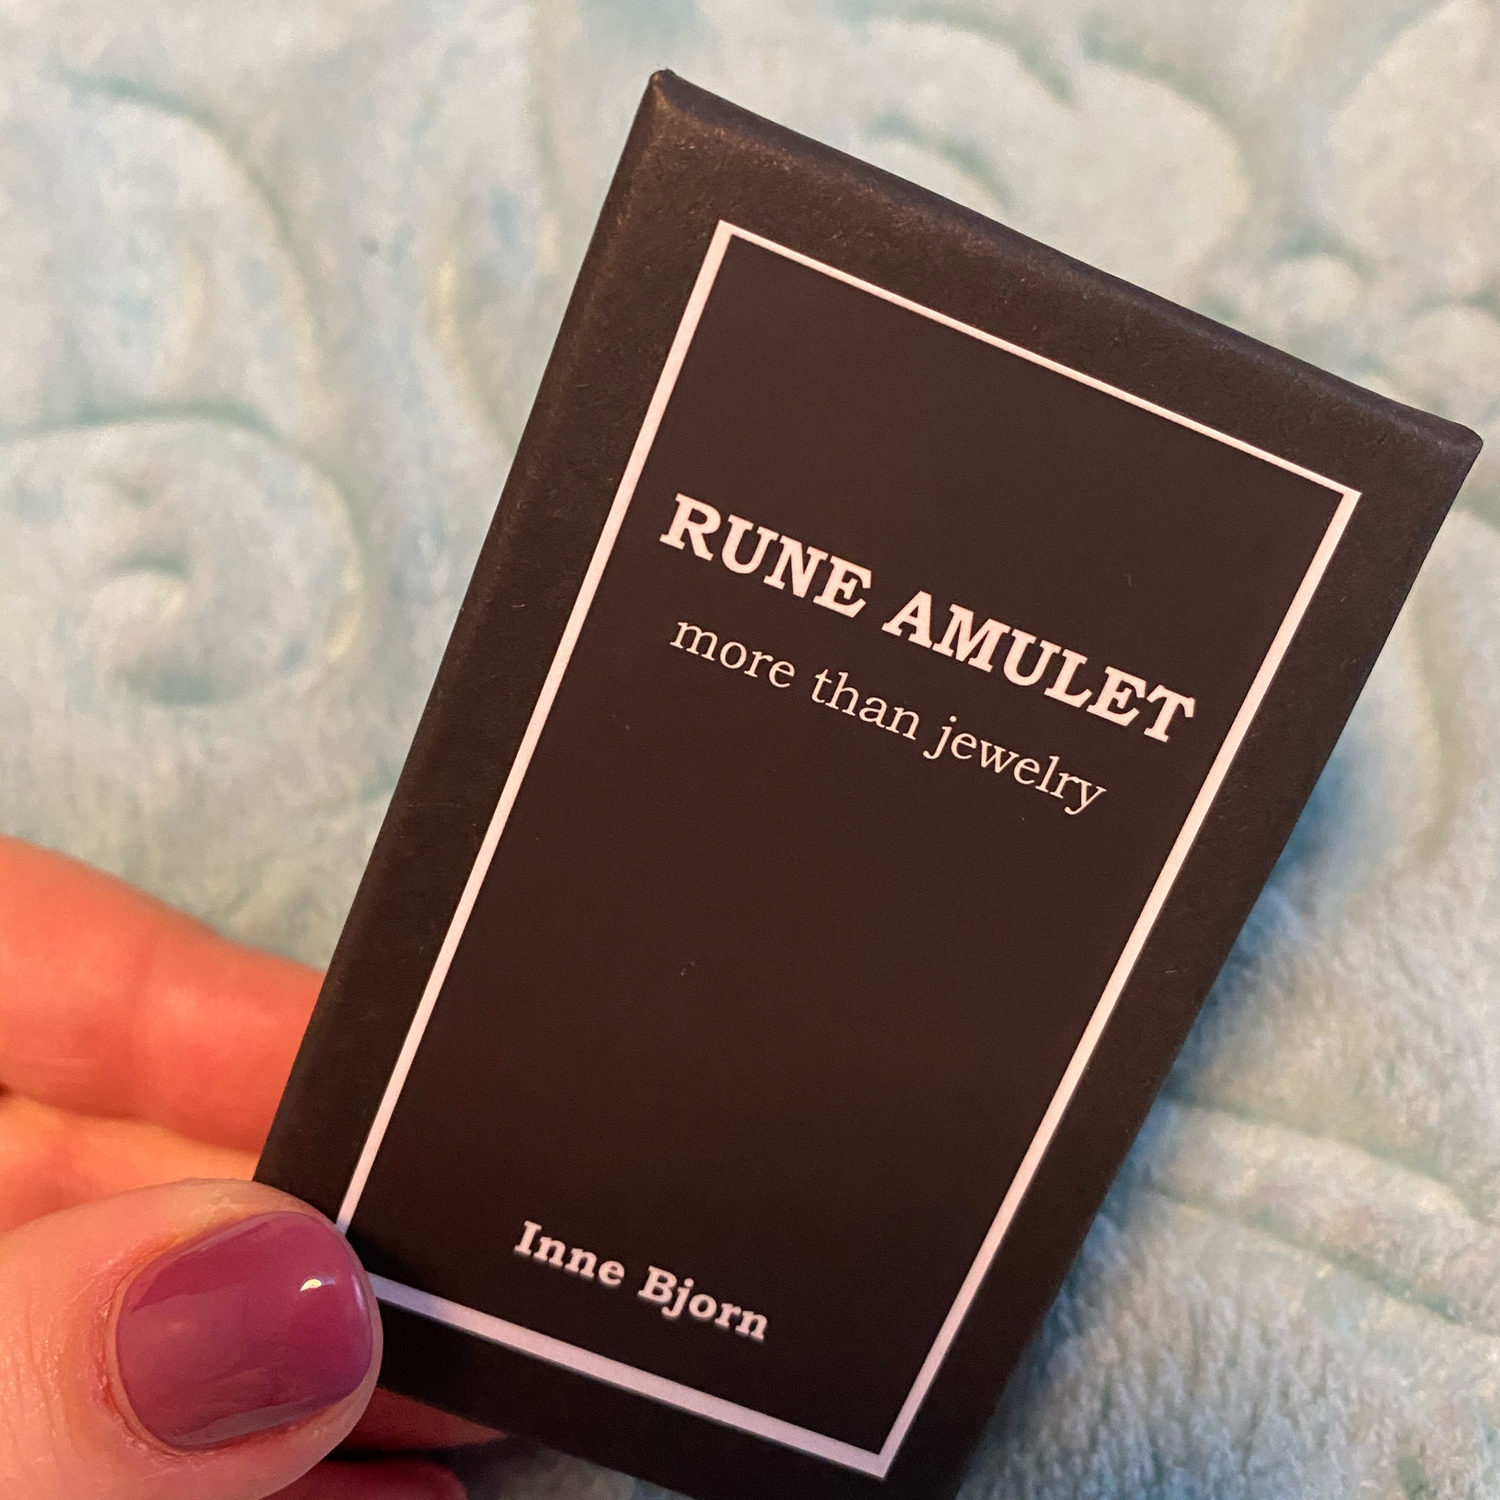 RUNE AMULET
more than jewelry
Inne Bjorn